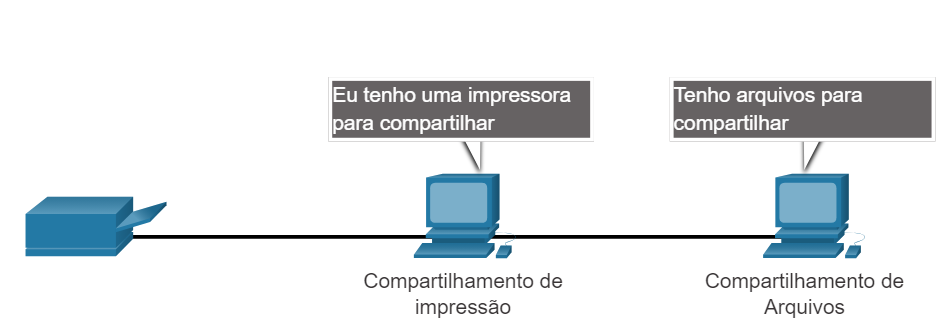 Eu tenho uma impressora
para compartilhar
Tenho arquivos para
compartilhar
Compartilhamento de
impressão
Compartilhamento de
Arquivos